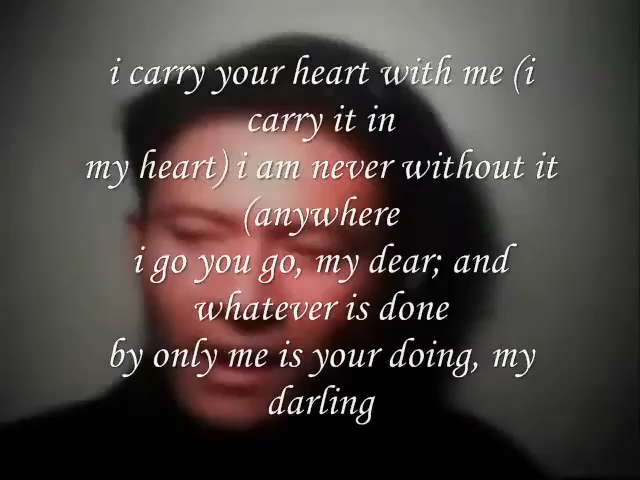 i carry your heart with me (i
carry it in
my heart) i am never without it
(anywhere
i go you go, my dear; and
whatever is done
by only me is your doing, my
darling